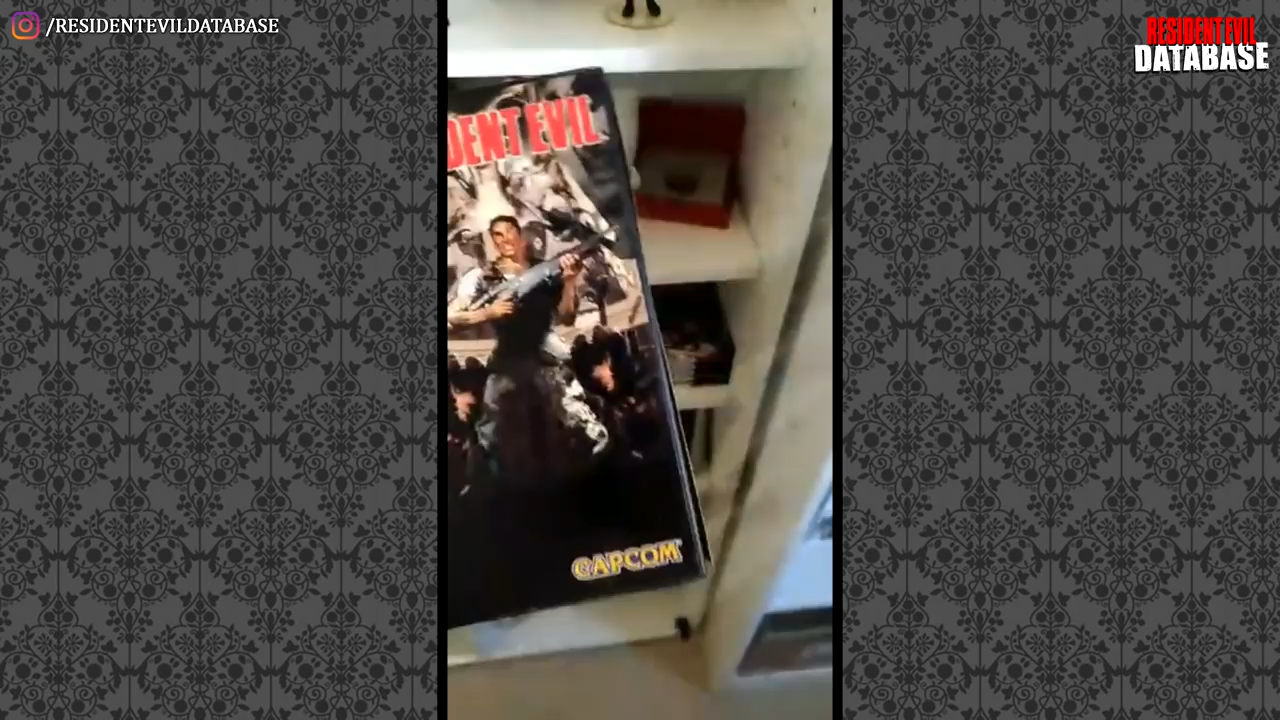 /RESIDENTEVILDATABASE
RESIDENT EVIL
DATABASE
DENT EVIL
CAPCOM